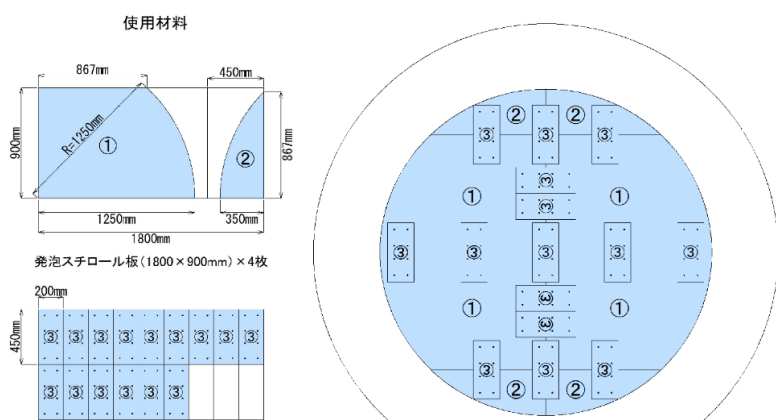 使用材料
867mm
450mm
900mm
R=1250mm
①
②
867mm
1250mm
350mm
1800mm
発泡スチロール板(1800×900mm)×4枚
200mm
450mm
③ ③ ③ ③ ③ ③ ③ ③ ③
③ ③ ③ ③ ③ ③
② ②
③ ③ ③
③
① ①
③
③ ③ ③ ③ ③
③
① ①
③
③ ③ ③
② ②